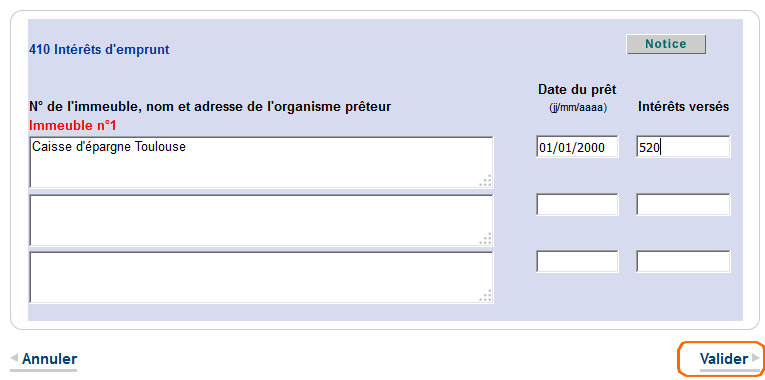 410 Intérêts d'emprunt
Notice
N° de l'immeuble, nom et adresse de l'organisme prêteur
Date du prêt
(jj/mm/aaaa)
Intérêts versés
Immeuble n°1
Caisse d'épargne Toulouse
01/01/2000
520
Annuler
Valider